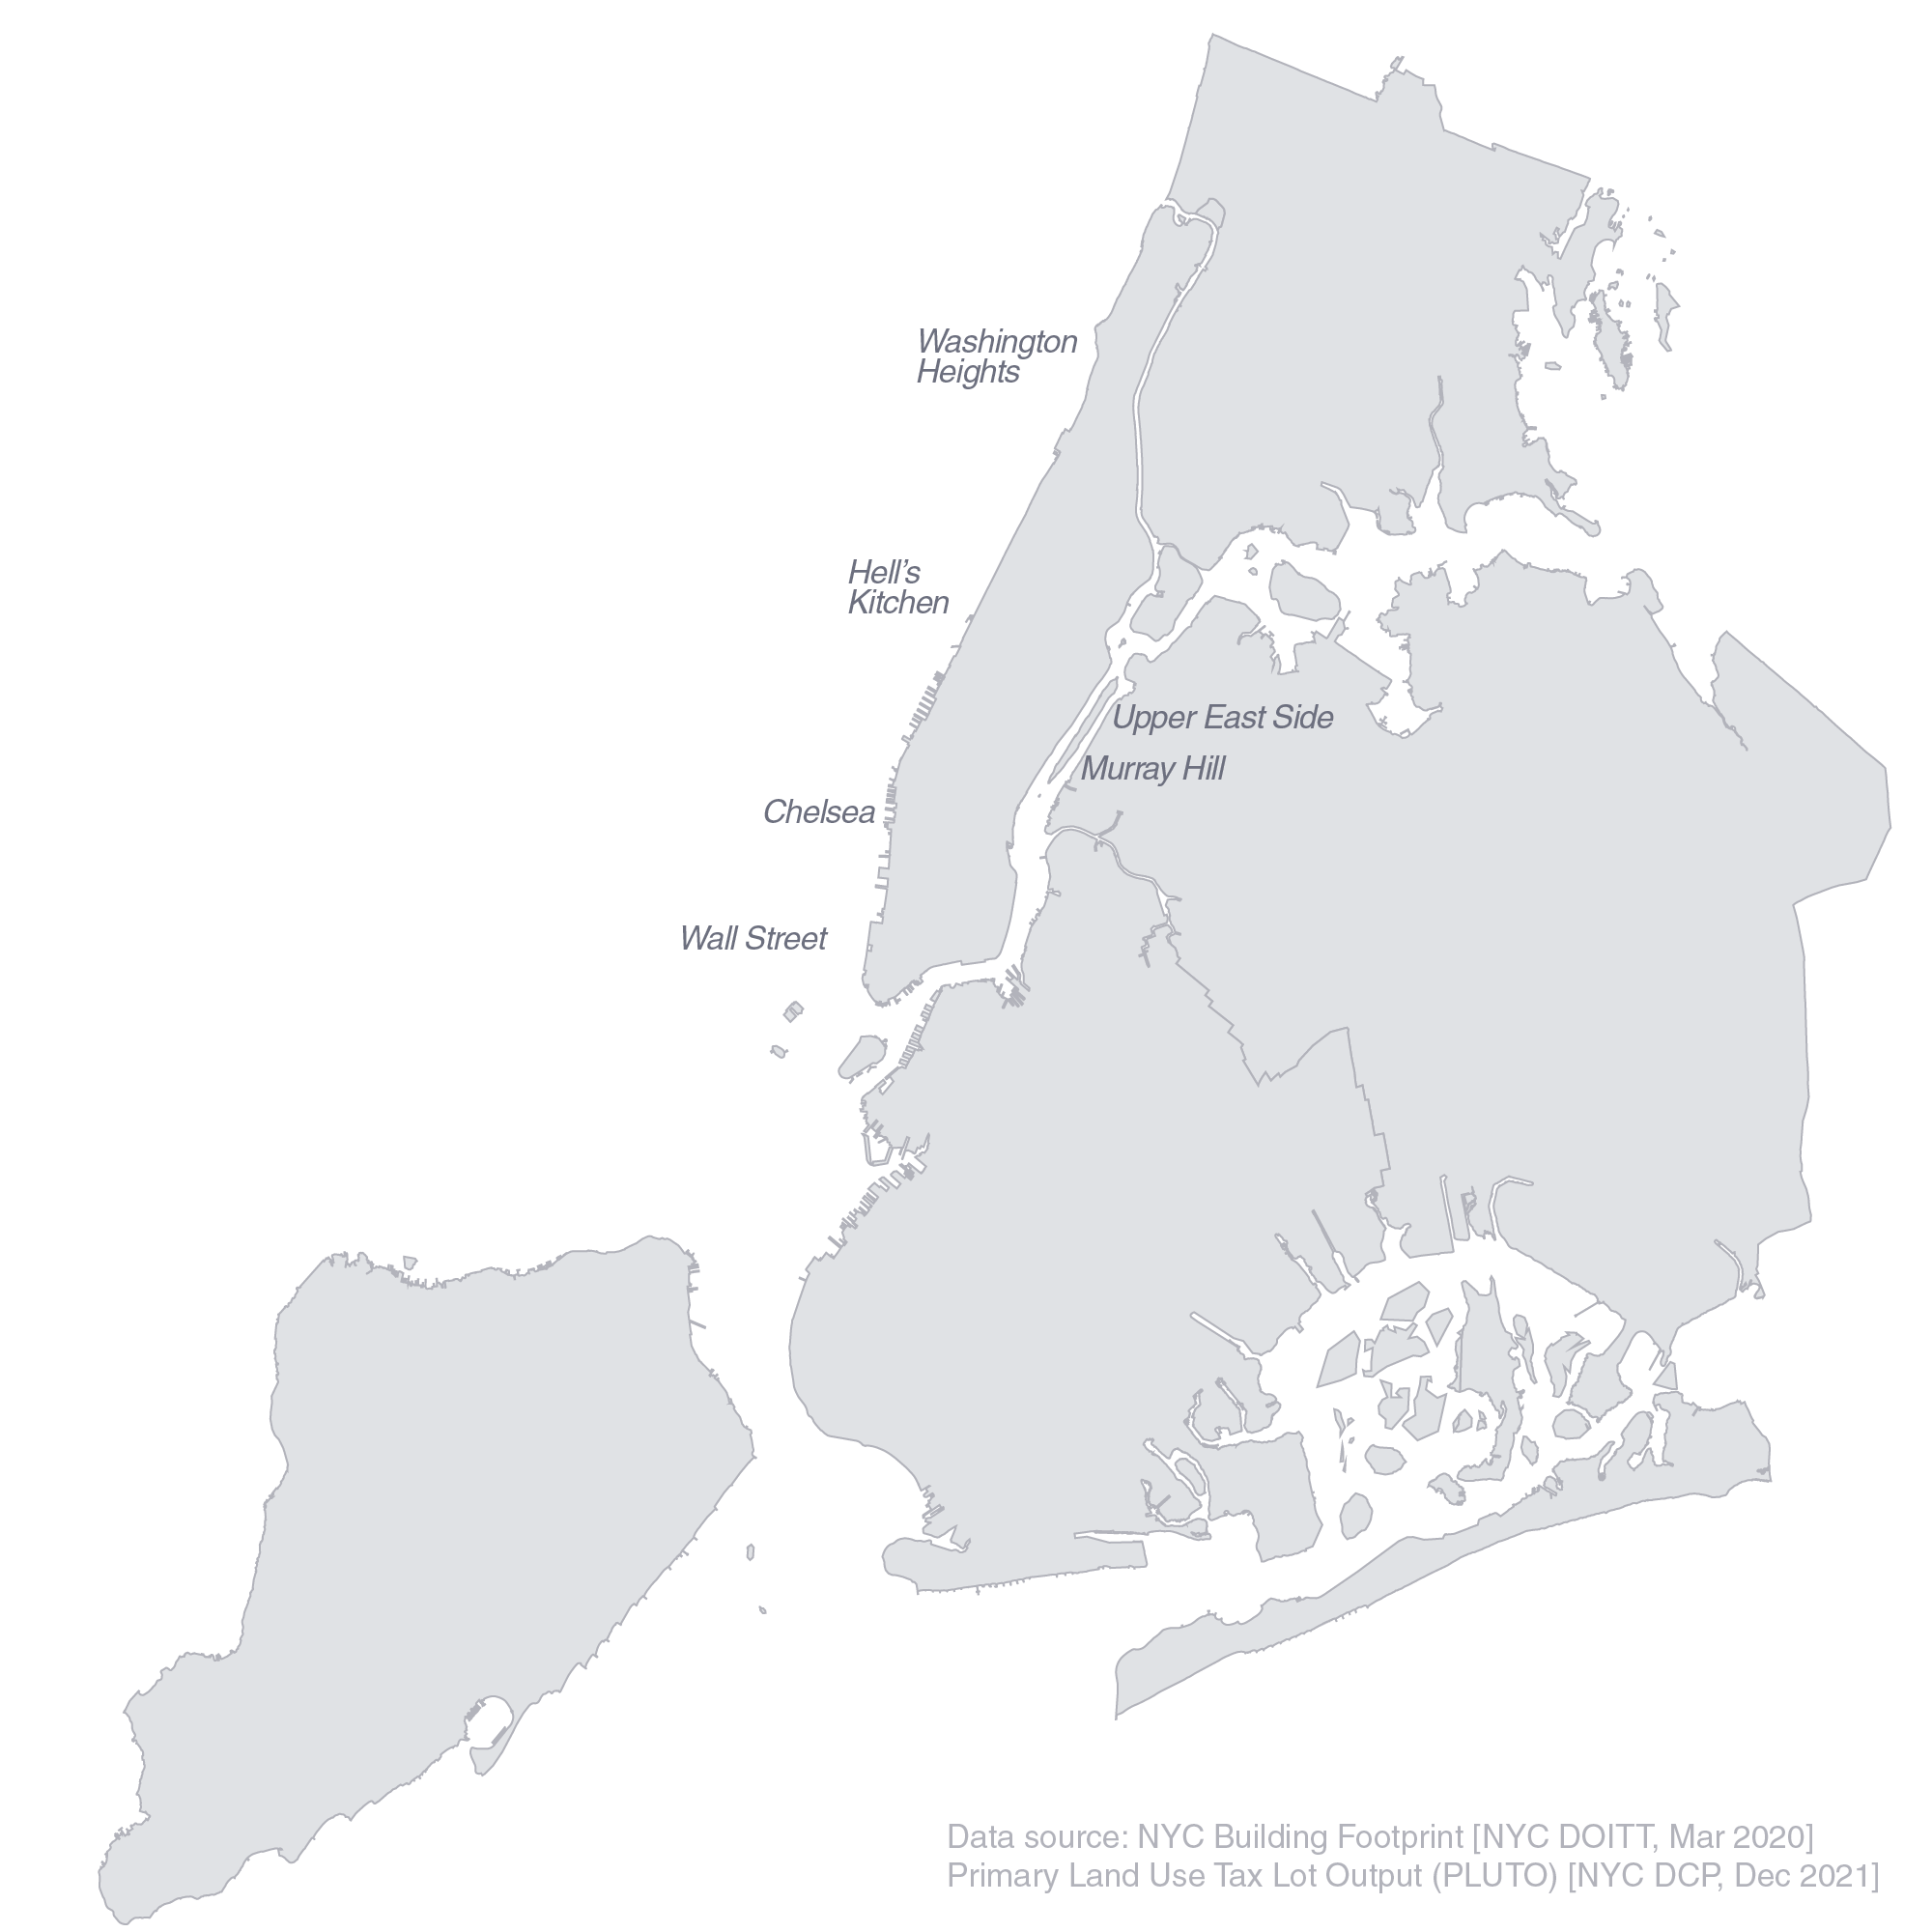 Washington
Heights
Hell's
Kitchen
Upper East Side
Murray Hill
Chelsea
Wall Street
Data source: NYC Building Footprint [NYC DOITT, Mar 2020]
Primary Land Use Tax Lot Output (PLUTO) [NYC DCP, Dec 2021]